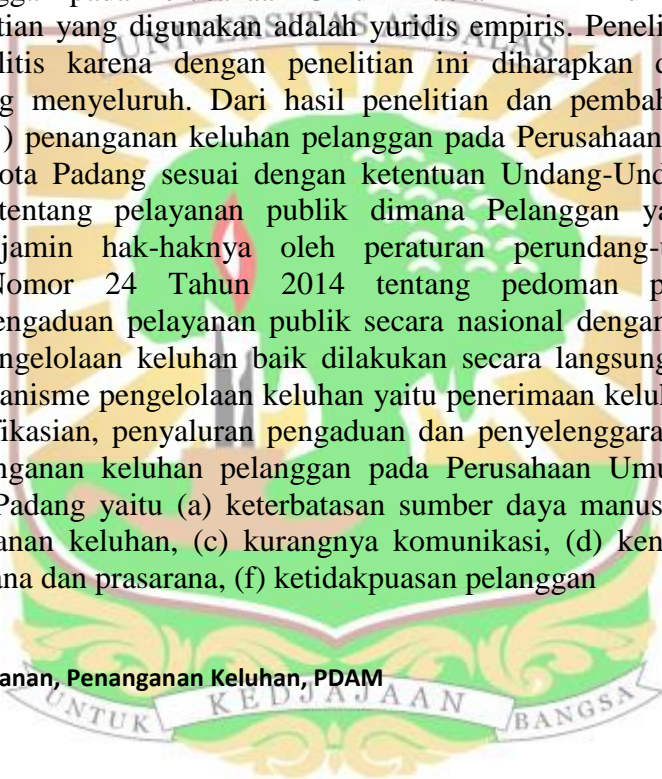 pada
tian yang digunakan adalah yuridis empiris. Peneli
UNIVERSITAS ANDALAS
litis karena dengan penelitian ini diharapkan d
g menyeluruh. Dari hasil penelitian dan pembah
) penanganan keluhan pelanggan pada Perusahaan
ota Padang sesuai dengan ketentuan Undang-Und
tentang pelayanan publik dimana Pelanggan ya
jamin hak-haknya oleh peraturan perundang-u
Nomor 24 Tahun 2014 tentang pedoman p
engaduan pelayanan publik secara nasional dengan
ngelolaan keluhan baik dilakukan secara langsung
anisme pengelolaan keluhan yaitu penerimaan keluh
fikasian, penyaluran pengaduan dan penyelenggara
nganan keluhan pelanggan pada Perusahaan Umu
Padang yaitu (a) keterbatasan sumber daya manus
anan keluhan, (c) kurangnya komunikasi, (d) ken
ana dan prasarana, (f) ketidakpuasan pelanggan
anan, Penanganan Keluhan, PDAM
UNTUK KEDJAJAAN BANGSA